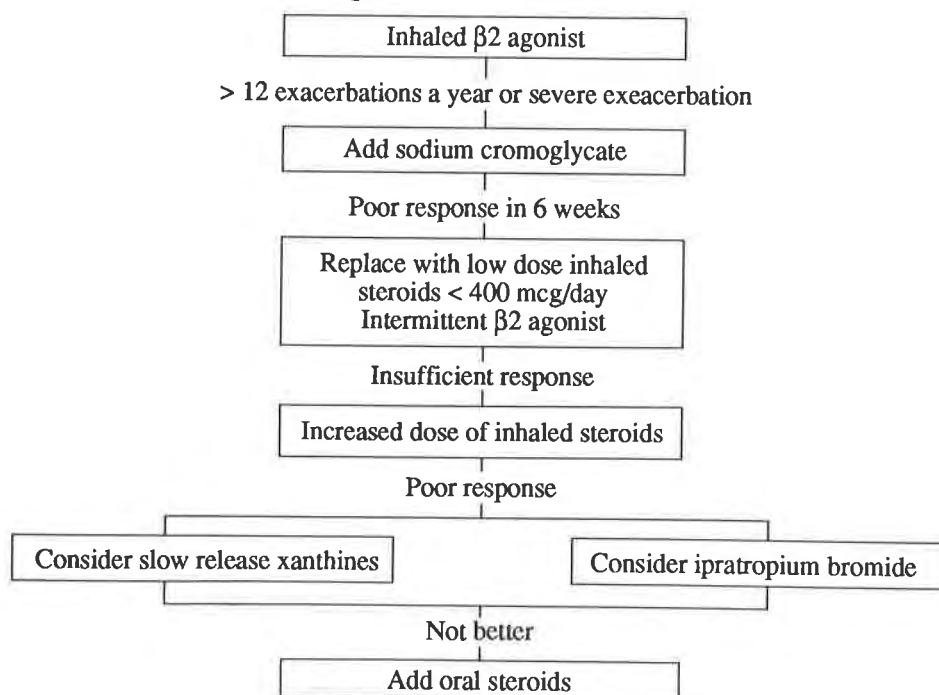 Inhaled β2 agonist
> 12 exacerbations a year or severe exeacerbation
Add sodium cromoglycate
Poor response in 6 weeks
Replace with low dose inhaled
steroids < 400 mcg/day
Intermittent β2 agonist
Insufficient response
Increased dose of inhaled steroids
Poor response
Consider slow release xanthines
Consider ipratropium bromide
Not better
Add oral steroids